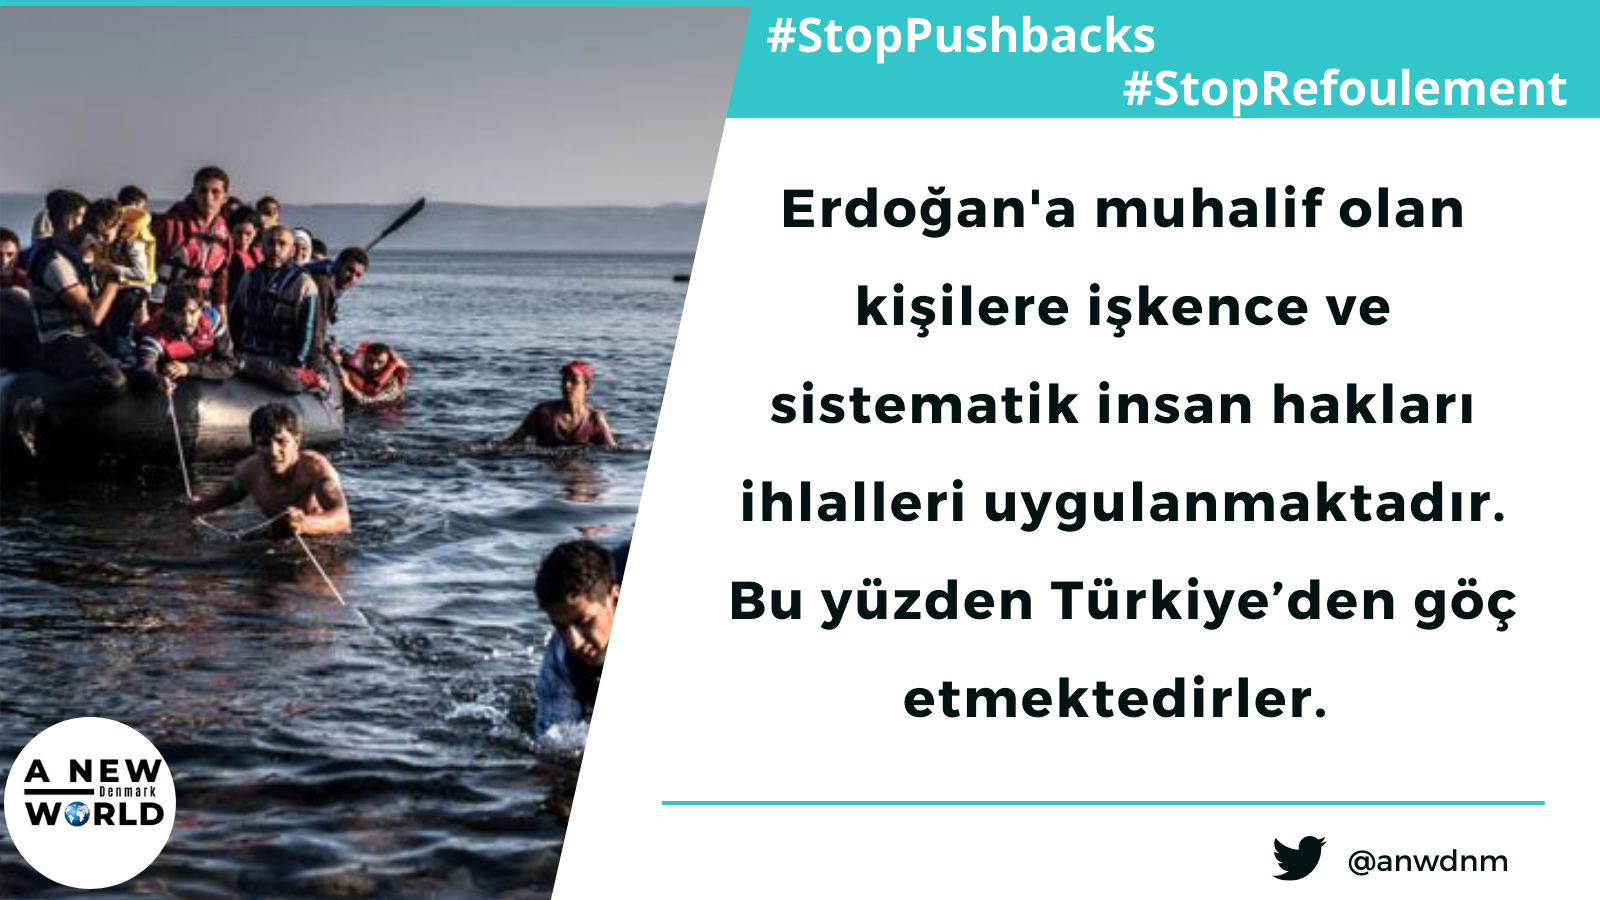 #StopPushbacks
#StopRefoulement
Erdoğan'a muhalif olan
kişilere işkence ve
sistematik insan hakları
ihlalleri uygulanmaktadır.
Bu yüzden Türkiye’den göç
etmektedirler.
A NEW
Denmark
WORLD
@anwdnm